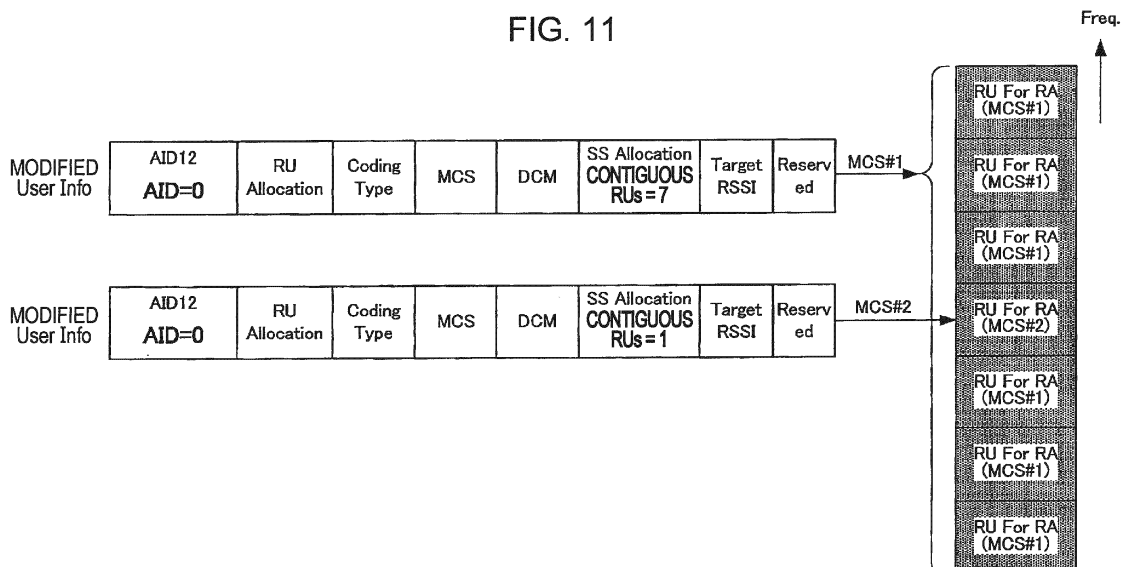 FIG. 11
Freq.
MODIFIED
User Info
AID12
AID=0
RU
Allocation
Coding
Type
MCS
DCM
SS Allocation
CONTIGUOUS
RUs=7
Target
RSSI
Reserv
ed
MCS#1
MODIFIED
User Info
AID12
AID=0
RU
Allocation
Coding
Type
MCS
DCM
SS Allocation
CONTIGUOUS
RUs=1
Target
RSSI
Reserv
ed
MCS#2
RU For RA
(MCS#1)
RU For RA
(MCS#1)
RU For RA
(MCS#1)
RU For RA
(MCS#2)
RU For RA
(MCS#1)
RU For RA
(MCS#1)
RU For RA
(MCS#1)